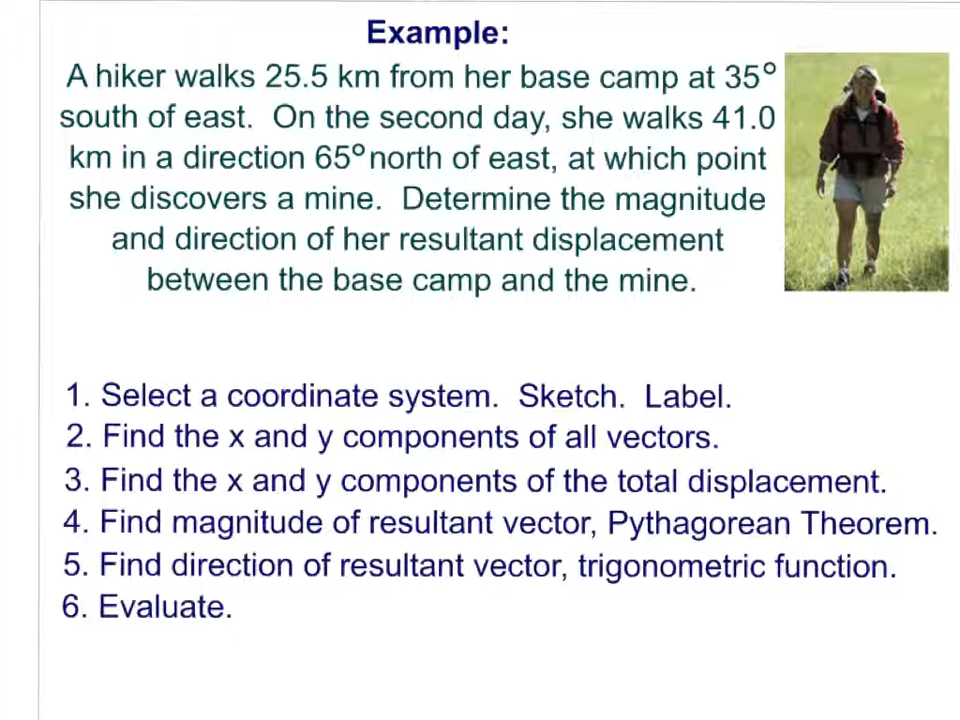 Example:
A hiker walks 25.5 km from her base camp at 35°
south of east.  On the second day, she walks 41.0
km in a direction 65° north of east, at which point
she discovers a mine.  Determine the magnitude
and direction of her resultant displacement
between the base camp and the mine.
1. Select a coordinate system.  Sketch.  Label.
2. Find the x and y components of all vectors.
3. Find the x and y components of the total displacement.
4. Find magnitude of resultant vector, Pythagorean Theorem.
5. Find direction of resultant vector, trigonometric function.
6. Evaluate.